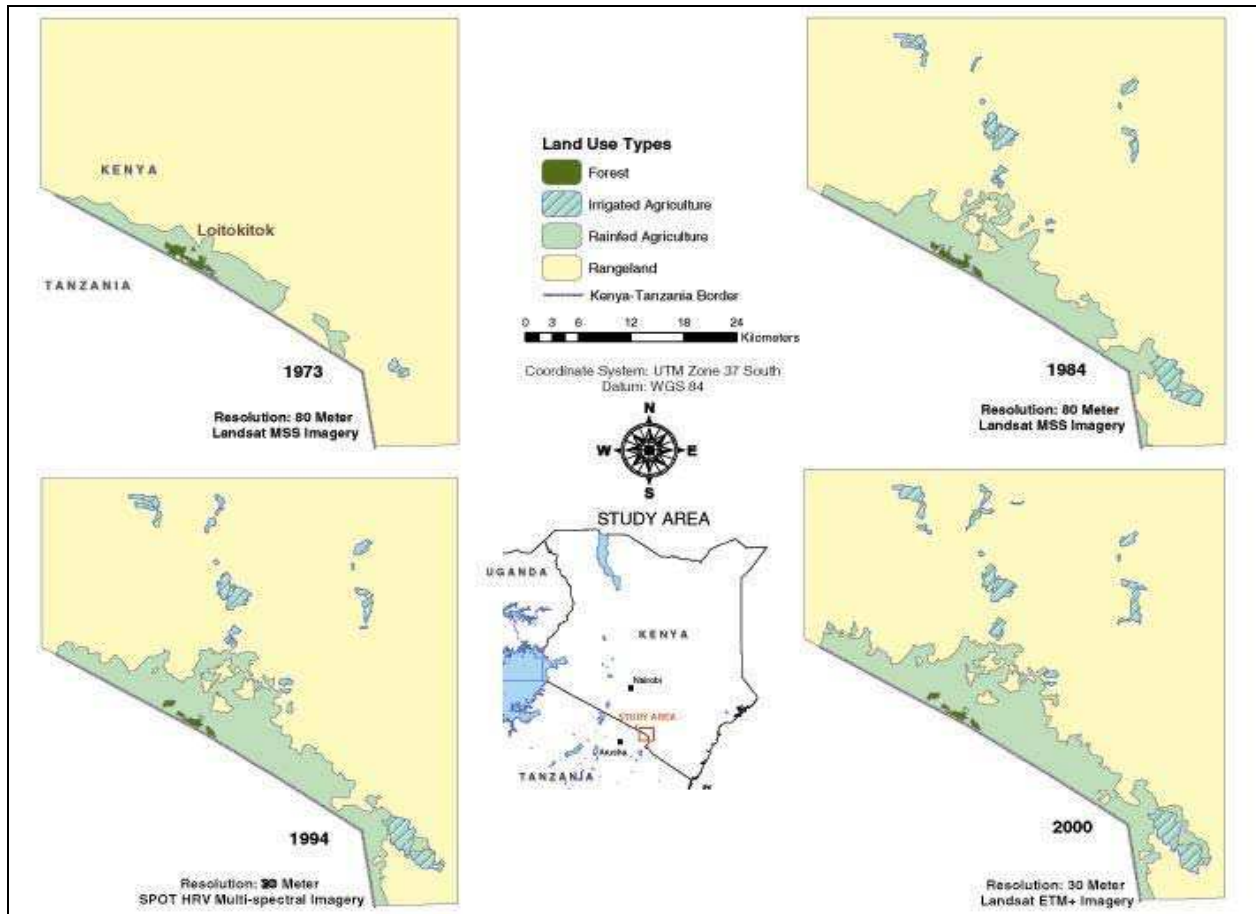 KENYA
Loitokitok
TANZANIA
1973
Resolution: 80 Meter
Landsat MSS Imagery
Land Use Types
Forest
Irrigated Agriculture
Rainfed Agriculture
Rangeland
Kenya-Tanzania Border
0 3 6 12 18 24
Kilometers
Coordinate System: UTM Zone 37 South
Datum: WGS 84
N
W E
S
1984
Resolution: 80 Meter
Landsat MSS Imagery
1994
Resolution: Meter
SPOT HRV Multi-spectral Imagery
STUDY AREA
UGANDA
KENYA
Nairobi
STUDY AREA
Arusha
TANZANIA
2000
Resolution: 30 Meter
Landsat ETM+ Imagery